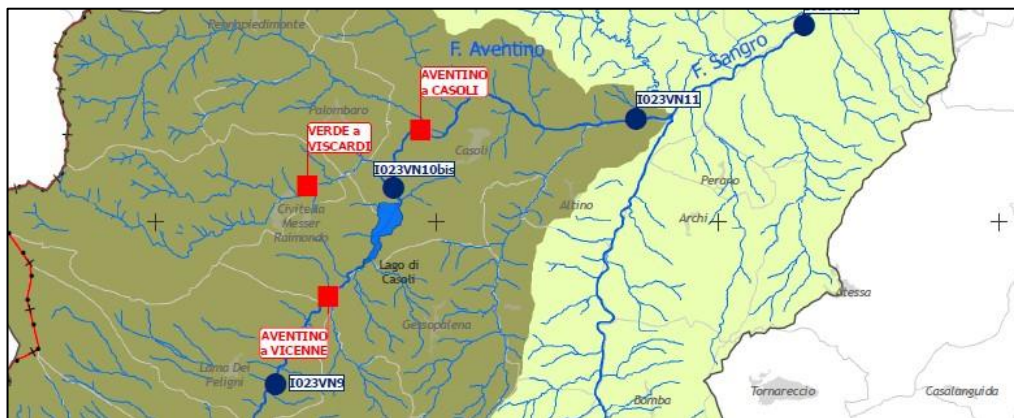 Pennapiedimonte
F. Aventino
F. Sangro
AVENTINO
a CASOLI
I023VN11
Palombaro
VERDE a
VISCARDI
Casoli
I023VN10bis
Perano
Civitella
Messer
Raimondo
Altino
Archi
Lago di
Casoli
Atessa
Gessopalena
AVENTINO
a VICENNE
Lama Dei
Peligni
I023VN9
Tornareccio
Casalanguida
Bomba